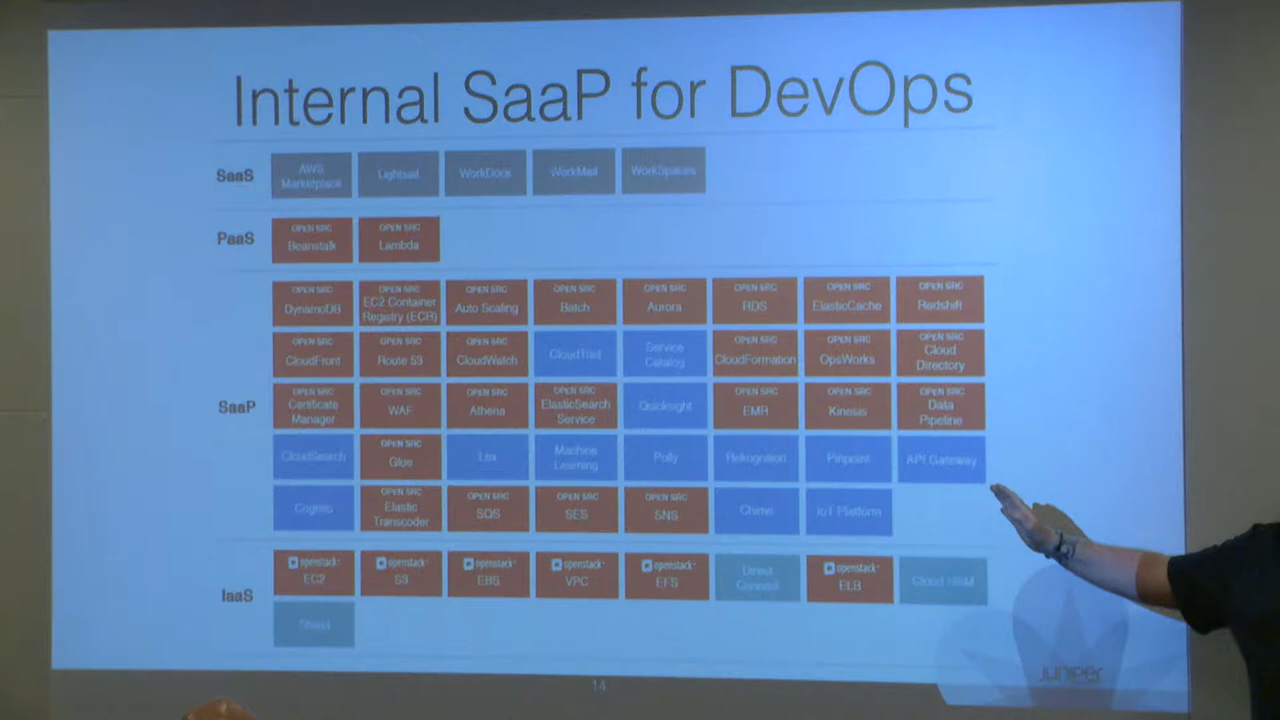 Internal SaaP for DevOps
SaaS
AWS
Marketplace
Lightsail
WorkDocs
WorkMail
WorkSpaces
PaaS
OPEN SRC
Beanstalk
OPEN SRC
Lambda
SaaP
OPEN SRC
DynamoDB
OPEN SRC
EC2 Container
Registry (ECR)
OPEN SRC
Auto Scaling
OPEN SRC
Batch
OPEN SRC
Aurora
OPEN SRC
RDS
OPEN SRC
ElasticCache
OPEN SRC
Redshift
OPEN SRC
CloudFront
OPEN SRC
Route 53
OPEN SRC
CloudWatch
CloudTrail
Service
Catalog
OPEN SRC
CloudFormation
OPEN SRC
OpsWorks
OPEN SRC
Cloud
Directory
OPEN SRC
Certificate
Manager
OPEN SRC
WAF
OPEN SRC
Athena
OPEN SRC
ElasticSearch
Service
Quicksight
OPEN SRC
EMR
OPEN SRC
Kinesis
OPEN SRC
Data
Pipeline
CloudSearch
OPEN SRC
Glue
Lex
Machine
Learning
Polly
Rekognition
Pinpoint
API Gateway
Cognito
OPEN SRC
Elastic
Transcoder
OPEN SRC
SQS
OPEN SRC
SES
OPEN SRC
SNS
Chime
IoT Platform
IaaS
openstack
EC2
openstack
S3
openstack
EBS
openstack
VPC
openstack
EFS
Direct
Connect
openstack
ELB
Cloud HSM
Shield
14
JUNIPER